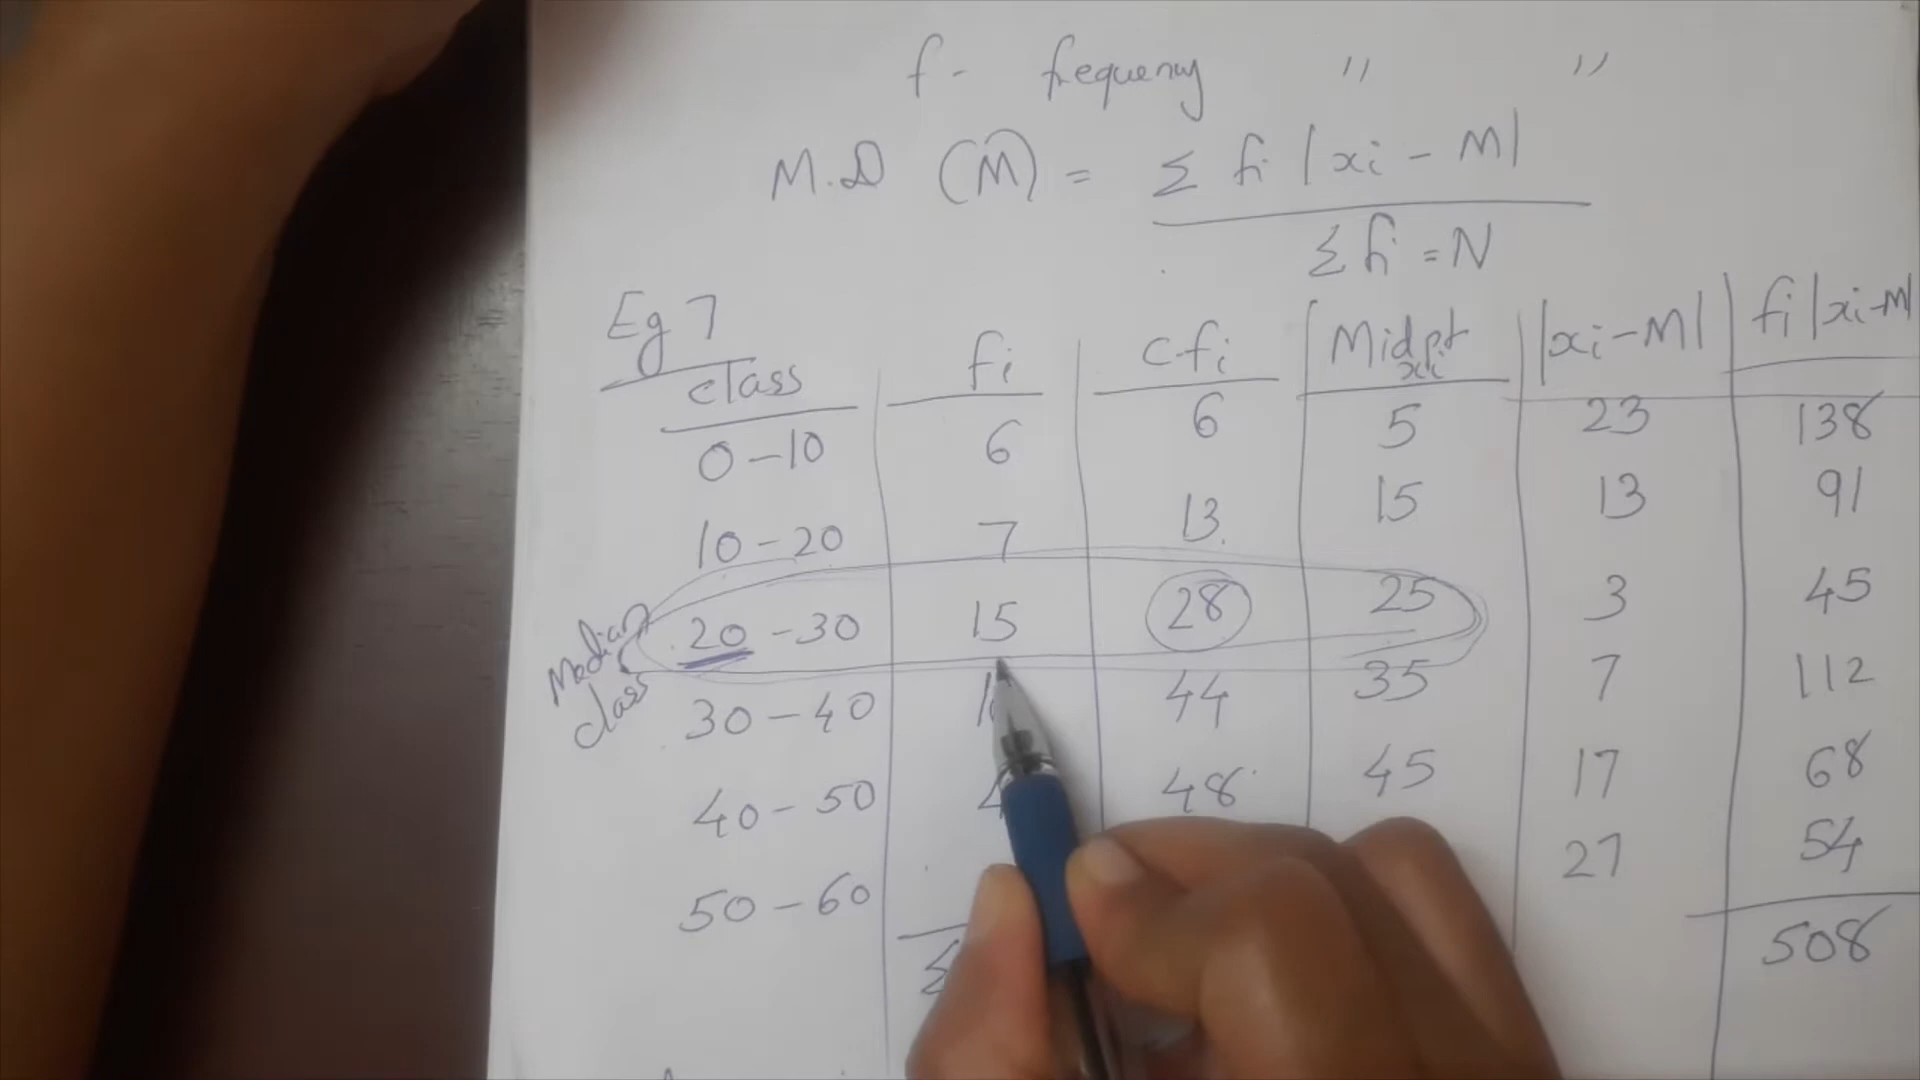 f - frequency " "
M.D (M) = Σ fi |xi - M|
Σ fi = N
Eg 7
class fi cfi Midpt xi |xi - M| fi |xi - M|
0 - 10 6 6 5 23 138
10 - 20 7 13 15 13 91
Median class 20 - 30 15 28 25 3 45
30 - 40 44 35 7 112
40 - 50 4 48 45 17 68
50 - 60 27 54
Σ 508